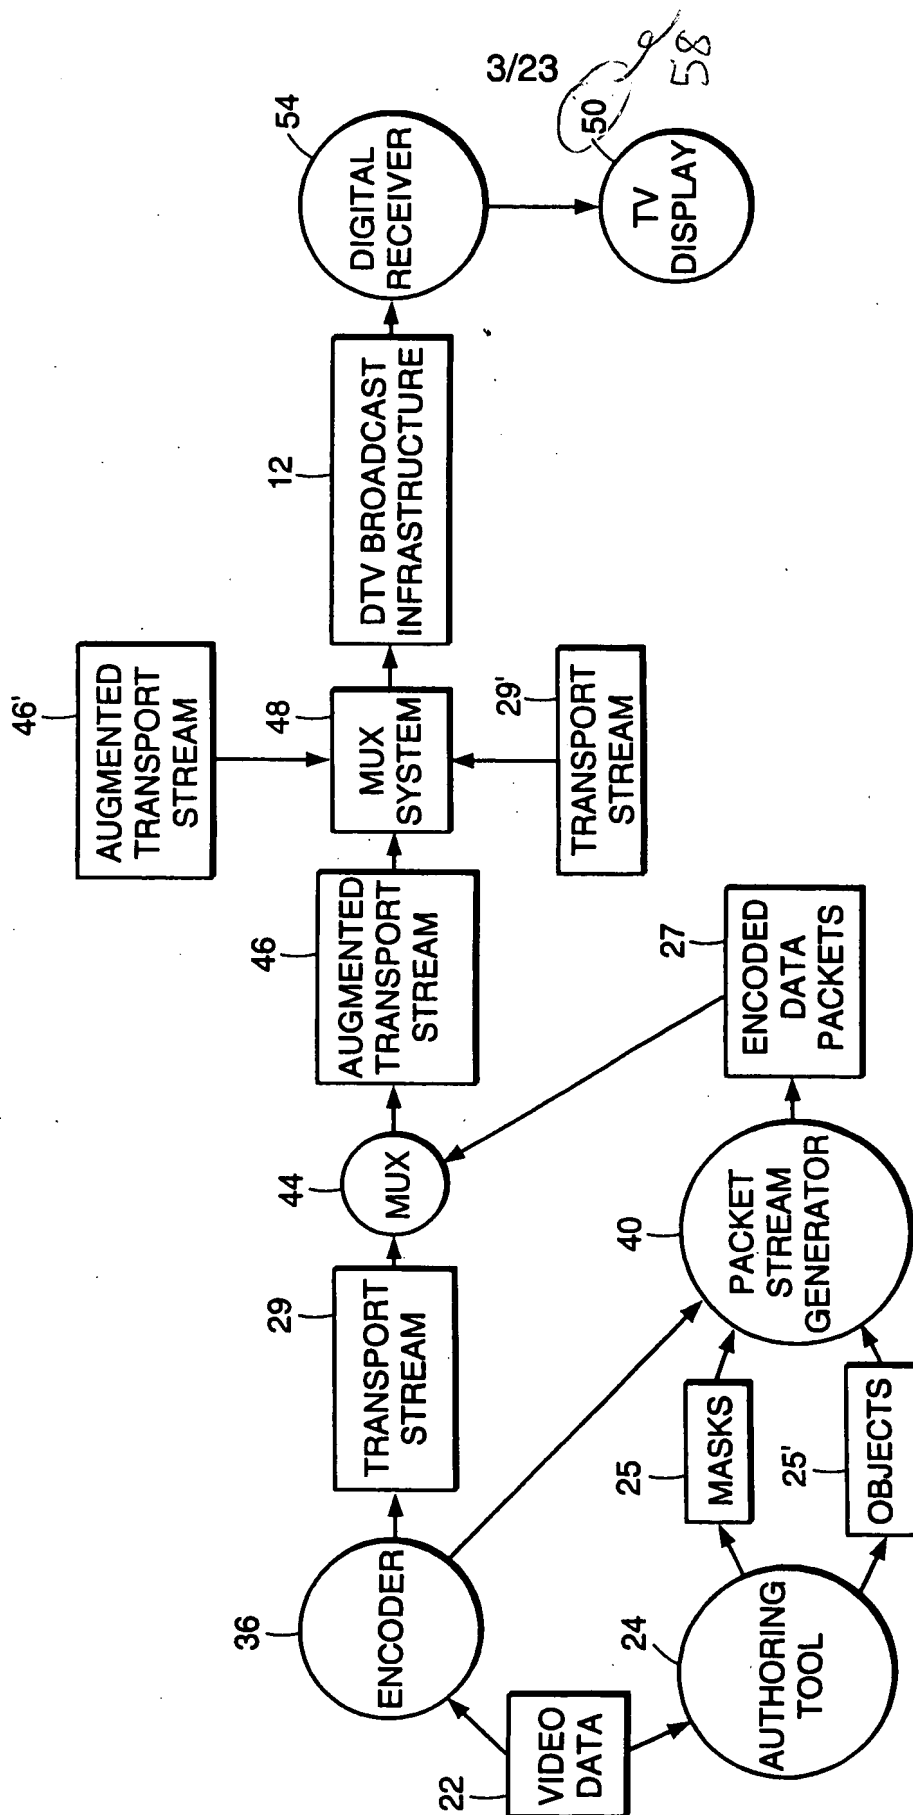 3/23
22
VIDEO
DATA
36
ENCODER
24
AUTHORING
TOOL
29
TRANSPORT
STREAM
25
MASKS
25'
OBJECTS
44
MUX
40
PACKET
STREAM
GENERATOR
27
ENCODED
DATA
PACKETS
46
AUGMENTED
TRANSPORT
STREAM
46'
AUGMENTED
TRANSPORT
STREAM
48
MUX
SYSTEM
29'
TRANSPORT
STREAM
12
DTV BROADCAST
INFRASTRUCTURE
54
DIGITAL
RECEIVER
50
58
TV
DISPLAY